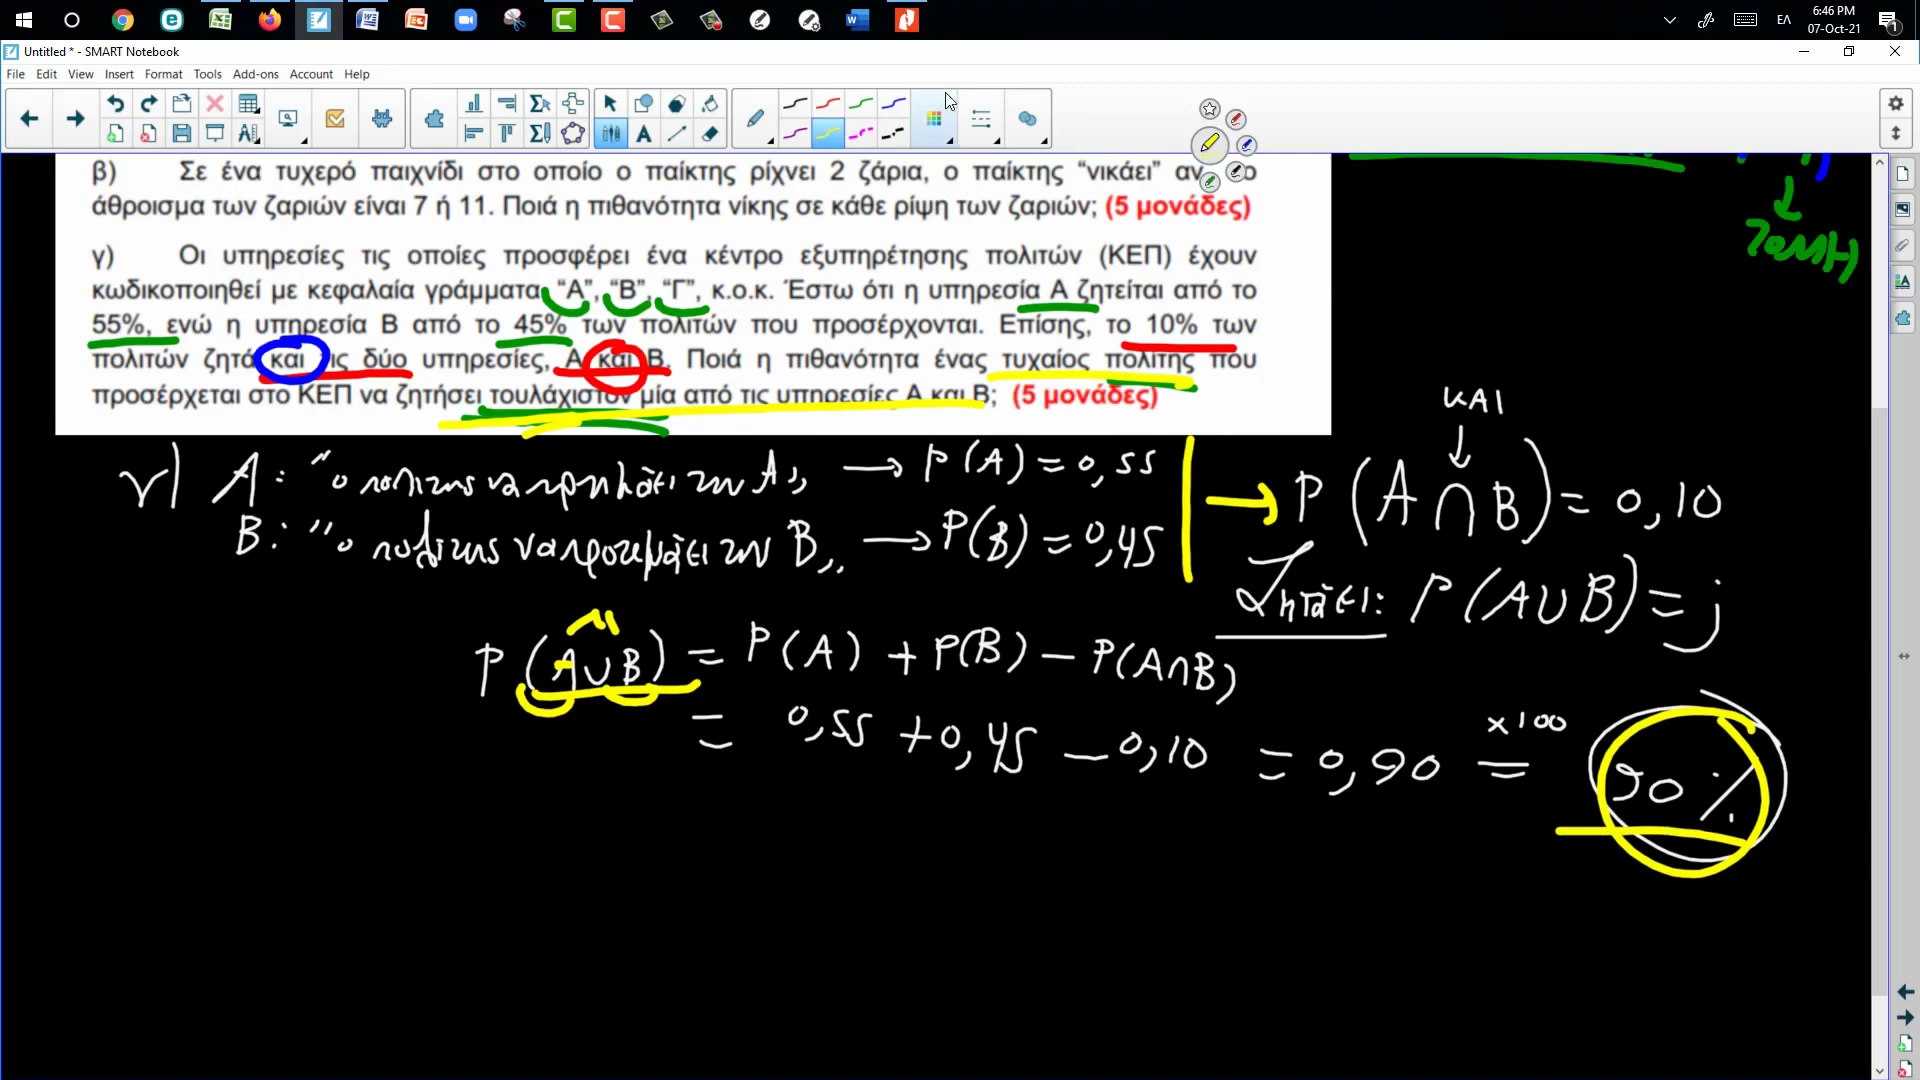 6:46 PM
ΕΛ
07-Oct-21
1
Untitled * - SMART Notebook
File Edit View Insert Format Tools Add-ons Account Help
β) Σε ένα τυχερό παιχνίδι στο οποίο ο παίκτης ρίχνει 2 ζάρια, ο παίκτης “νικάει” αν ο
άθροισμα των ζαριών είναι 7 ή 11. Ποιά η πιθανότητα νίκης σε κάθε ρίψη των ζαριών; (5 μονάδες)
γ) Οι υπηρεσίες τις οποίες προσφέρει ένα κέντρο εξυπηρέτησης πολιτών (ΚΕΠ) έχουν
κωδικοποιηθεί με κεφαλαία γράμματα “Α”, “Β”, “Γ”, κ.ο.κ. Έστω ότι η υπηρεσία Α ζητείται από το
55%, ενώ η υπηρεσία Β από το 45% των πολιτών που προσέρχονται. Επίσης, το 10% των
πολιτών ζητά και τις δύο υπηρεσίες, Α και Β. Ποιά η πιθανότητα ένας τυχαίος πολίτης που
προσέρχεται στο ΚΕΠ να ζητήσει τουλάχιστον μία από τις υπηρεσίες Α και Β; (5 μονάδες)
τομή
ΚΑΙ
γ) Α: "ο πολίτης να προτιμάει την Α„ → P(A) = 0,55
→ P(A∩B) = 0,10
Β: "ο πολίτης να προτιμάει την Β„ → P(B) = 0,45
Ζητάει: P(A∪B) = ;
P(A∪B) = P(A) + P(B) − P(A∩B)
= 0,55 + 0,45 − 0,10 = 0,90 x100 = 90%